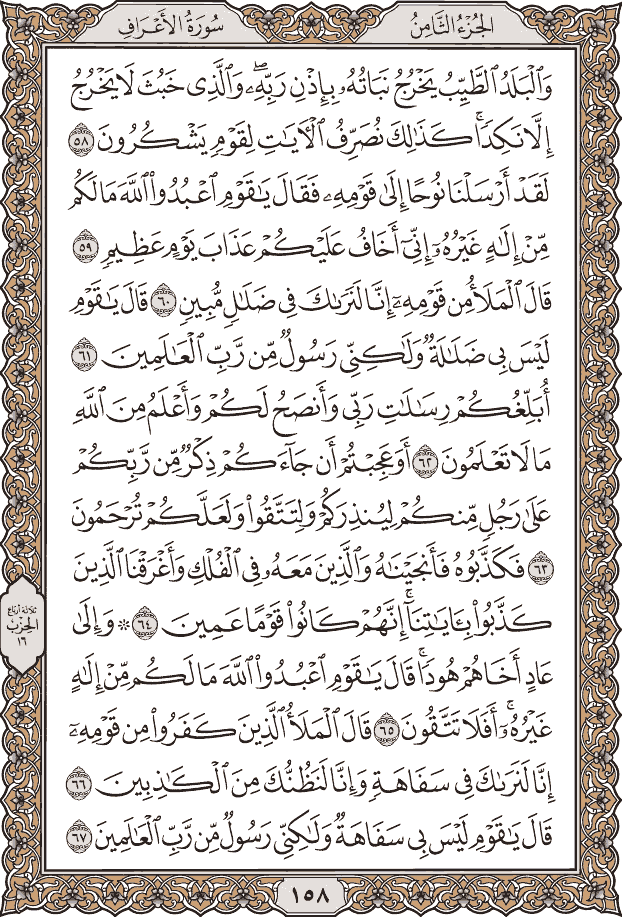 الجُزْءُ الثَّامِنُ
سُورَةُ الأَعْرَافِ
وَٱلْبَلَدُ ٱلطَّيِّبُ يَخْرُجُ نَبَاتُهُۥ بِإِذْنِ رَبِّهِۦۖ وَٱلَّذِى خَبُثَ لَا يَخْرُجُ
إِلَّا نَكِدًاۚ كَذَٰلِكَ نُصَرِّفُ ٱلْأَيَـٰتِ لِقَوْمٍ يَشْكُرُونَ ٥٨
لَقَدْ أَرْسَلْنَا نُوحًا إِلَىٰ قَوْمِهِۦ فَقَالَ يَـٰقَوْمِ ٱعْبُدُوا۟ ٱللَّهَ مَا لَكُم
مِّنْ إِلَـٰهٍ غَيْرُهُۥٓ إِنِّىٓ أَخَافُ عَلَيْكُمْ عَذَابَ يَوْمٍ عَظِيمٍ ٥٩
قَالَ ٱلْمَلَأُ مِن قَوْمِهِۦٓ إِنَّا لَنَرَىٰكَ فِى ضَلَـٰلٍ مُّبِينٍ ٦٠ قَالَ يَـٰقَوْمِ
لَيْسَ بِى ضَلَـٰلَةٌ وَلَـٰكِنِّى رَسُولٌ مِّن رَّبِّ ٱلْعَـٰلَمِينَ ٦١
أُبَلِّغُكُمْ رِسَـٰلَـٰتِ رَبِّى وَأَنصَحُ لَكُمْ وَأَعْلَمُ مِنَ ٱللَّهِ
مَا لَا تَعْلَمُونَ ٦٢ أَوَعَجِبْتُمْ أَن جَآءَكُمْ ذِكْرٌ مِّن رَّبِّكُمْ
عَلَىٰ رَجُلٍ مِّنكُمْ لِيُنذِرَكُمْ وَلِتَتَّقُوا۟ وَلَعَلَّكُمْ تُرْحَمُونَ
٦٣ فَكَذَّبُوهُ فَأَنجَيْنَـٰهُ وَٱلَّذِينَ مَعَهُۥ فِى ٱلْفُلْكِ وَأَغْرَقْنَا ٱلَّذِينَ
كَذَّبُوا۟ بِـَٔايَـٰتِنَآۚ إِنَّهُمْ كَانُوا۟ قَوْمًا عَمِينَ ٦٤ ۞ وَإِلَىٰ
عَادٍ أَخَاهُمْ هُودًاۚ قَالَ يَـٰقَوْمِ ٱعْبُدُوا۟ ٱللَّهَ مَا لَكُم مِّنْ إِلَـٰهٍ
غَيْرُهُۥٓۚ أَفَلَا تَتَّقُونَ ٦٥ قَالَ ٱلْمَلَأُ ٱلَّذِينَ كَفَرُوا۟ مِن قَوْمِهِۦٓ
إِنَّا لَنَرَىٰكَ فِى سَفَاهَةٍ وَإِنَّا لَنَظُنُّكَ مِنَ ٱلْكَـٰذِبِينَ ٦٦
قَالَ يَـٰقَوْمِ لَيْسَ بِى سَفَاهَةٌ وَلَـٰكِنِّى رَسُولٌ مِّن رَّبِّ ٱلْعَـٰلَمِينَ ٦٧
ثلاثة أرباع
الحزب
١٦
١٥٨